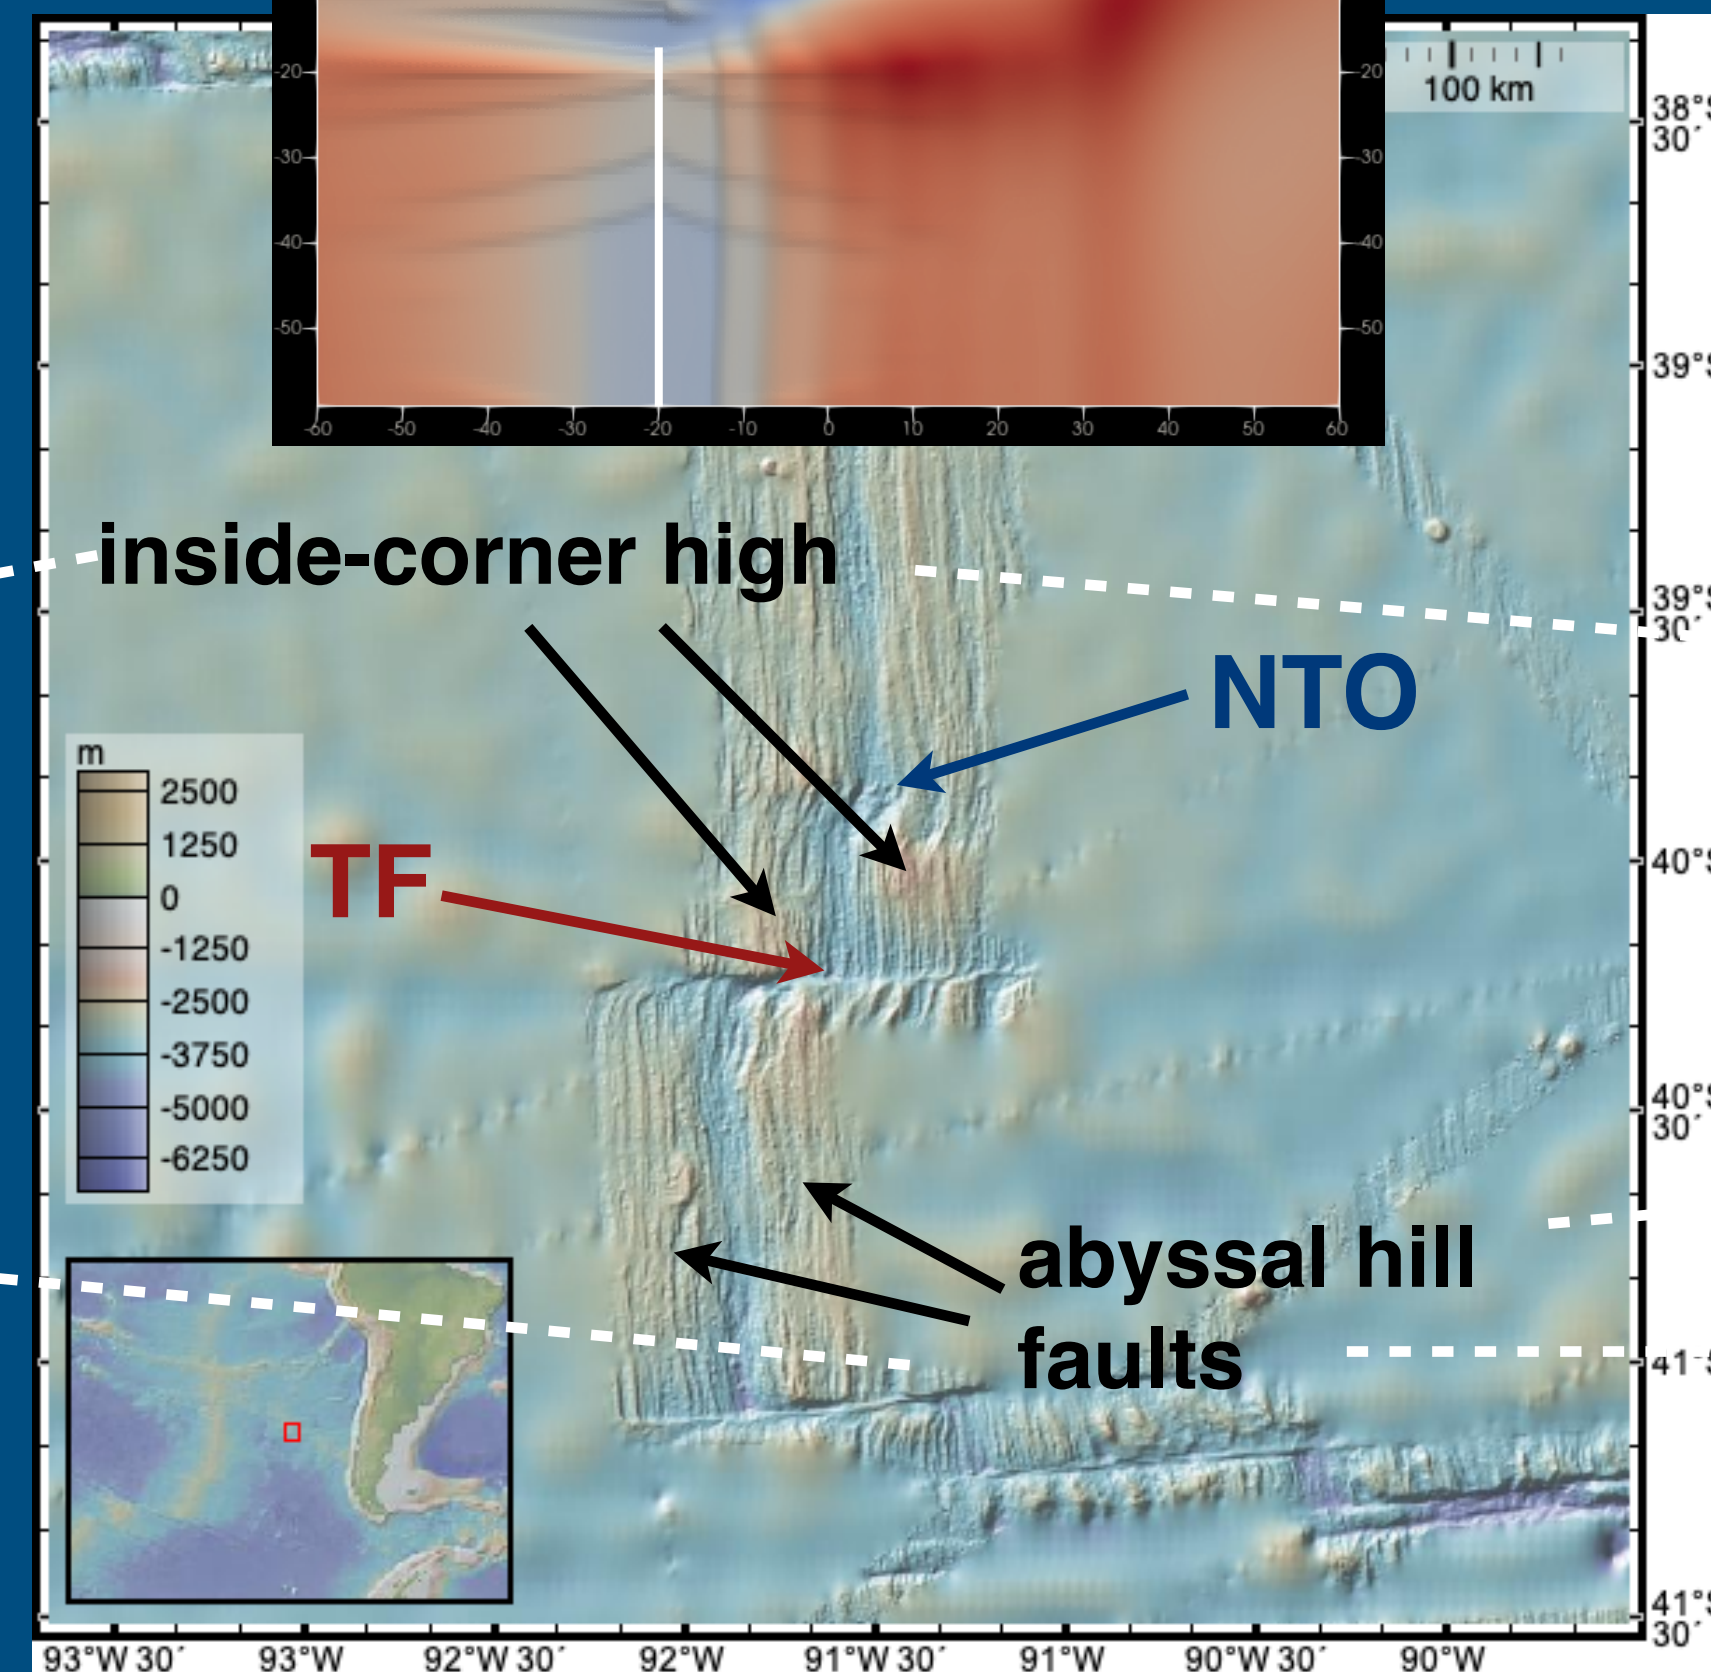 -20 -20
-30 -30
-40 -40
-50 -50
-60 -50 -40 -30 -20 -10 0 10 20 30 40 50 60
100 km
38°S
30´
39°S
39°S
30´
inside-corner high
NTO
m
2500
1250
0
-1250
-2500
-3750
-5000
-6250
TF
40°S
40°S
30´
abyssal hill
faults
41°S
41°S
30´
93°W 30´ 93°W 92°W 30´ 92°W 91°W 30´ 91°W 90°W 30´ 90°W